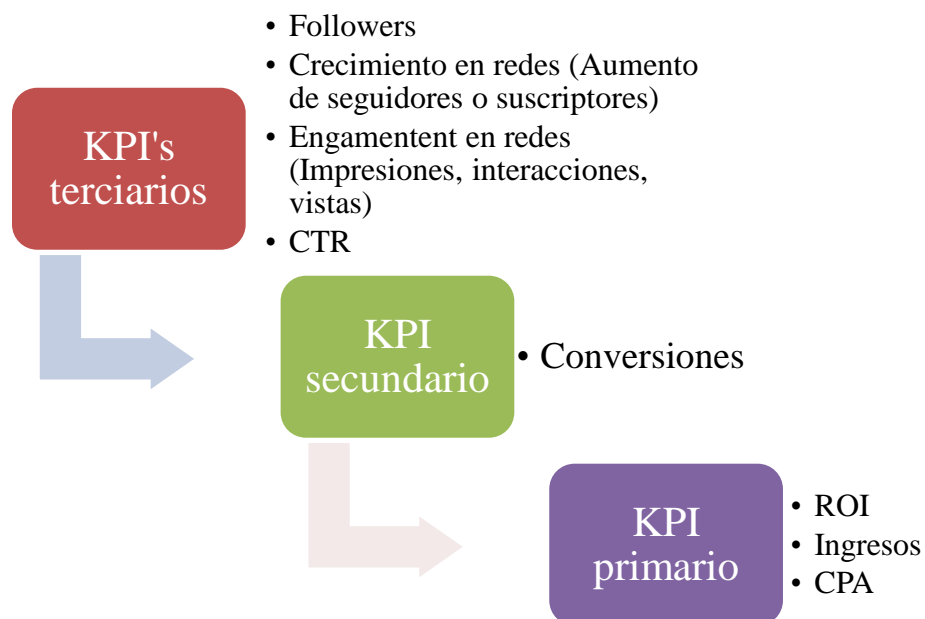 • Followers
• Crecimiento en redes (Aumento
de seguidores o suscriptores)
• Engamentent en redes
(Impresiones, interacciones,
vistas)
• CTR
KPI's
terciarios
KPI
secundario
• Conversiones
KPI
primario
• ROI
• Ingresos
• CPA